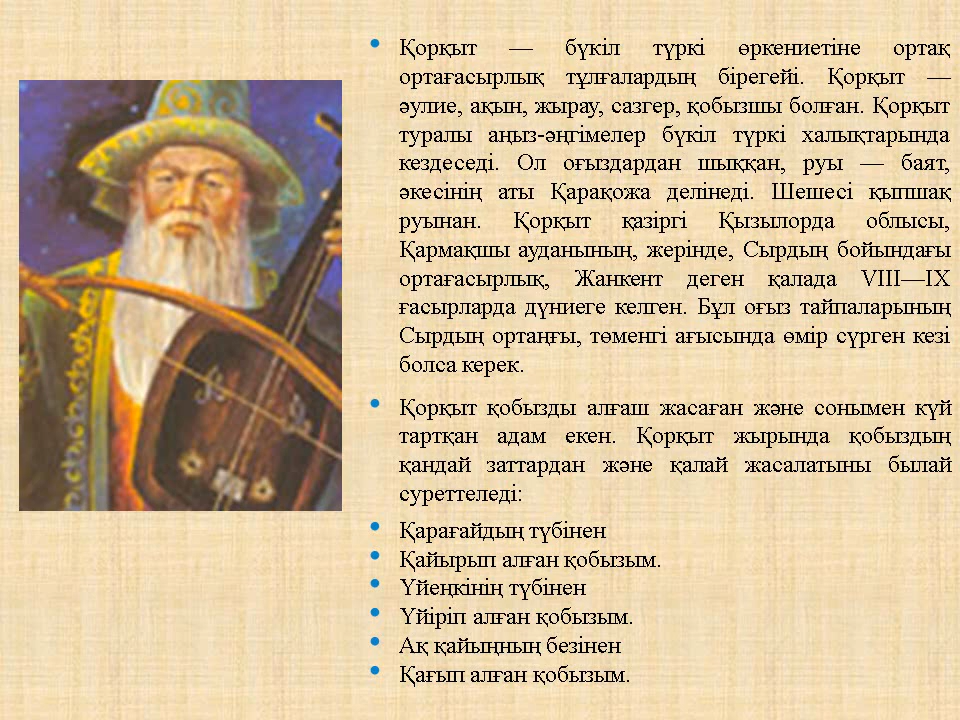 Қорқыт — бүкіл түркі өркениетіне ортақ
ортағасырлық тұлғалардың бірегейі. Қорқыт —
әулие, ақын, жырау, сазгер, қобызшы болған. Қорқыт
туралы аңыз-әңгімелер бүкіл түркі халықтарында
кездеседі. Ол оғыздардан шыққан, руы — баят,
әкесінің аты Қарақожа делінеді. Шешесі қыпшақ
руынан. Қорқыт қазіргі Қызылорда облысы,
Қармақшы ауданының, жерінде, Сырдың бойындағы
ортағасырлық, Жанкент деген қалада VIII—IX
ғасырларда дүниеге келген. Бұл оғыз тайпаларының
Сырдың ортаңғы, төменгі ағысында өмір сүрген кезі
болса керек.
Қорқыт қобызды алғаш жасаған және сонымен күй
тартқан адам екен. Қорқыт жырында қобыздың
қандай заттардан және қалай жасалатыны былай
суреттеледі:
Қарағайдың түбінен
Қайырып алған қобызым.
Үйеңкінің түбінен
Үйіріп алған қобызым.
Ақ қайыңның безінен
Қағып алған қобызым.